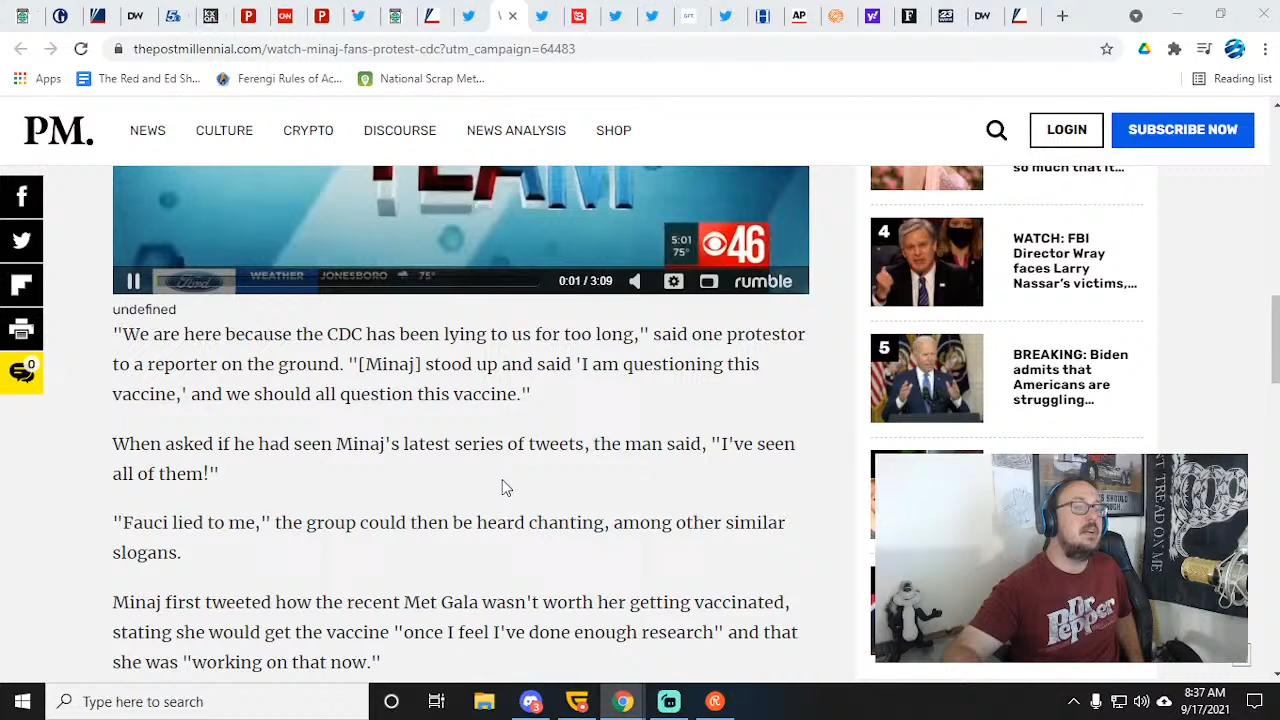 thepostmillennial.com/watch-minaj-fans-protest-cdc?utm_campaign=64483
Apps
The Red and Ed Sh...
Ferengi Rules of Ac...
National Scrap Met...
Reading list
PM.
NEWS
CULTURE
CRYPTO
DISCOURSE
NEWS ANALYSIS
SHOP
LOGIN
SUBSCRIBE NOW
so much that it...
5:01
75°
46
Ford
WEATHER
JONESBORO
75°
0:01 / 3:09
rumble
undefined
"We are here because the CDC has been lying to us for too long," said one protestor
to a reporter on the ground. "[Minaj] stood up and said 'I am questioning this
vaccine,' and we should all question this vaccine."
When asked if he had seen Minaj's latest series of tweets, the man said, "I've seen
all of them!"
"Fauci lied to me," the group could then be heard chanting, among other similar
slogans.
Minaj first tweeted how the recent Met Gala wasn't worth her getting vaccinated,
stating she would get the vaccine "once I feel I've done enough research" and that
she was "working on that now."
0
4
WATCH: FBI
Director Wray
faces Larry
Nassar's victims,...
5
BREAKING: Biden
admits that
Americans are
struggling...
Dr Pepper
T TREAD ON ME
Type here to search
3
8:37 AM
9/17/2021